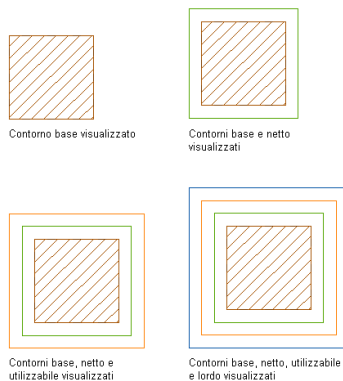 Contorno base visualizzato
Contorni base e netto
visualizzati
Contorni base, netto e
utilizzabile visualizzati
Contorni base, netto, utilizzabile
e lordo visualizzati